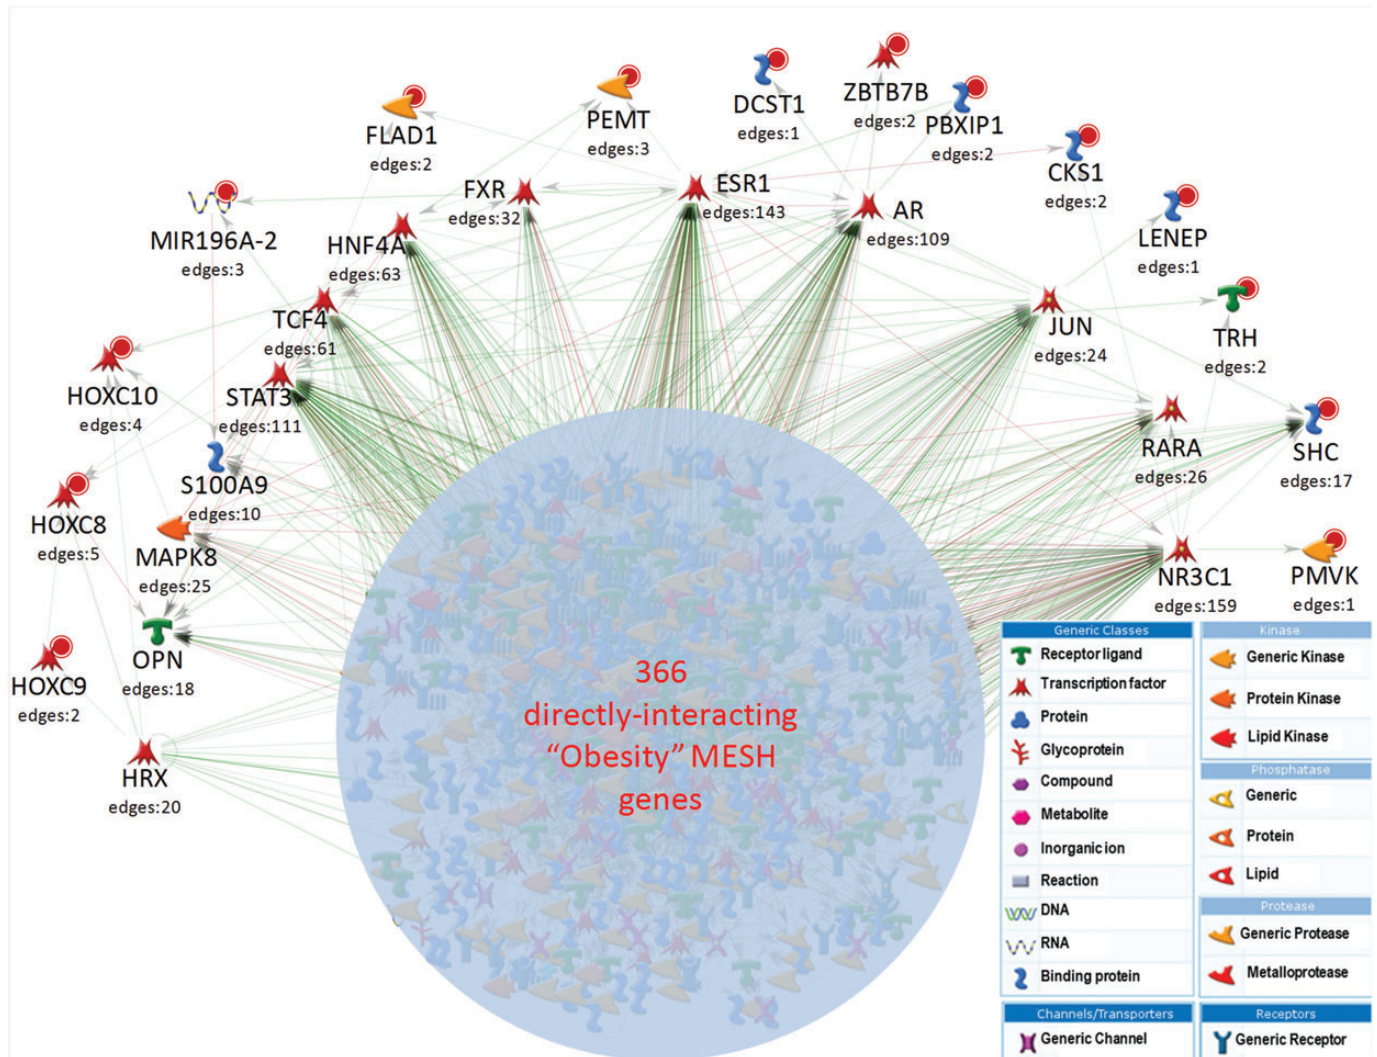 DCST1
edges:1
ZBTB7B
edges:2
PBXIP1
edges:2
PEMT
edges:3
FLAD1
edges:2
CKS1
edges:2
FXR
edges:32
ESR1
edges:143
AR
edges:109
LENEP
edges:1
MIR196A-2
edges:3
HNF4A
edges:63
TCF4
edges:61
JUN
edges:24
TRH
edges:2
HOXC10
edges:4
STAT3
edges:111
RARA
edges:26
SHC
edges:17
S100A9
edges:10
HOXC8
edges:5
MAPK8
edges:25
NR3C1
edges:159
PMVK
edges:1
OPN
edges:18
HOXC9
edges:2
HRX
edges:20
366
directly-interacting
“Obesity” MESH
genes
Generic Classes
Receptor ligand
Transcription factor
Protein
Glycoprotein
Compound
Metabolite
Inorganic ion
Reaction
DNA
RNA
Binding protein
Channels/Transporters
Generic Channel
Kinase
Generic Kinase
Protein Kinase
Lipid Kinase
Phosphatase
Generic
Protein
Lipid
Protease
Generic Protease
Metalloprotease
Receptors
Generic Receptor